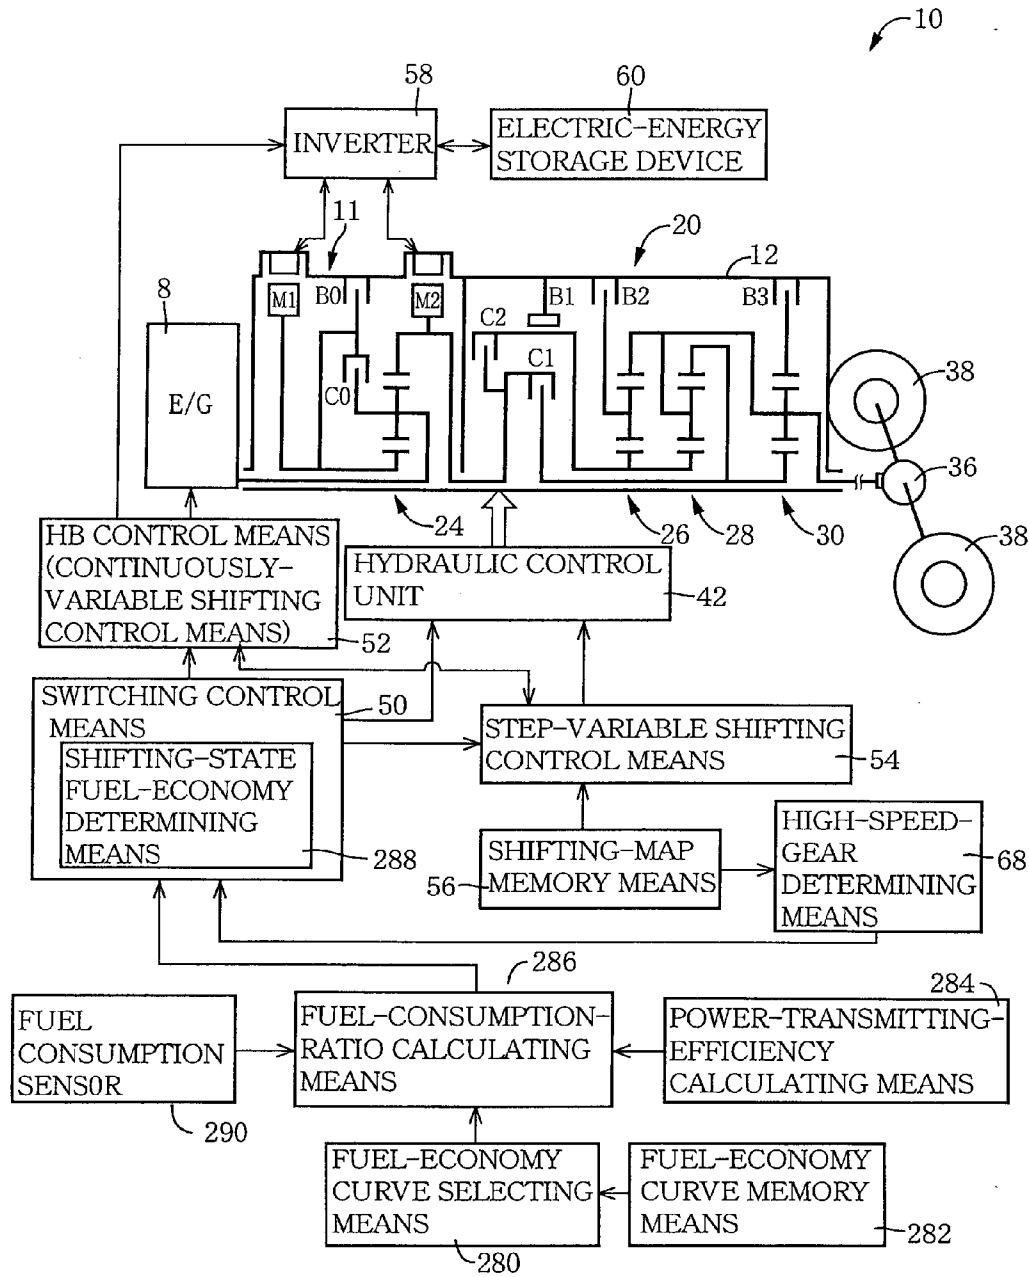 10
58
60
INVERTER
ELECTRIC-ENERGY
STORAGE DEVICE
11
20
12
8
M1
B0
M2
B1
B2
B3
C2
C1
C0
E/G
38
36
24
26
28
30
38
HB CONTROL MEANS
(CONTINUOUSLY-
VARIABLE SHIFTING
CONTROL MEANS)
52
HYDRAULIC CONTROL
UNIT
42
SWITCHING CONTROL
MEANS
50
SHIFTING-STATE
FUEL-ECONOMY
DETERMINING
MEANS
288
STEP-VARIABLE SHIFTING
CONTROL MEANS
54
SHIFTING-MAP
MEMORY MEANS
56
HIGH-SPEED-
GEAR
DETERMINING
MEANS
68
286
284
FUEL
CONSUMPTION
SENSOR
290
FUEL-CONSUMPTION-
RATIO CALCULATING
MEANS
POWER-TRANSMITTING-
EFFICIENCY
CALCULATING MEANS
FUEL-ECONOMY
CURVE SELECTING
MEANS
280
FUEL-ECONOMY
CURVE MEMORY
MEANS
282